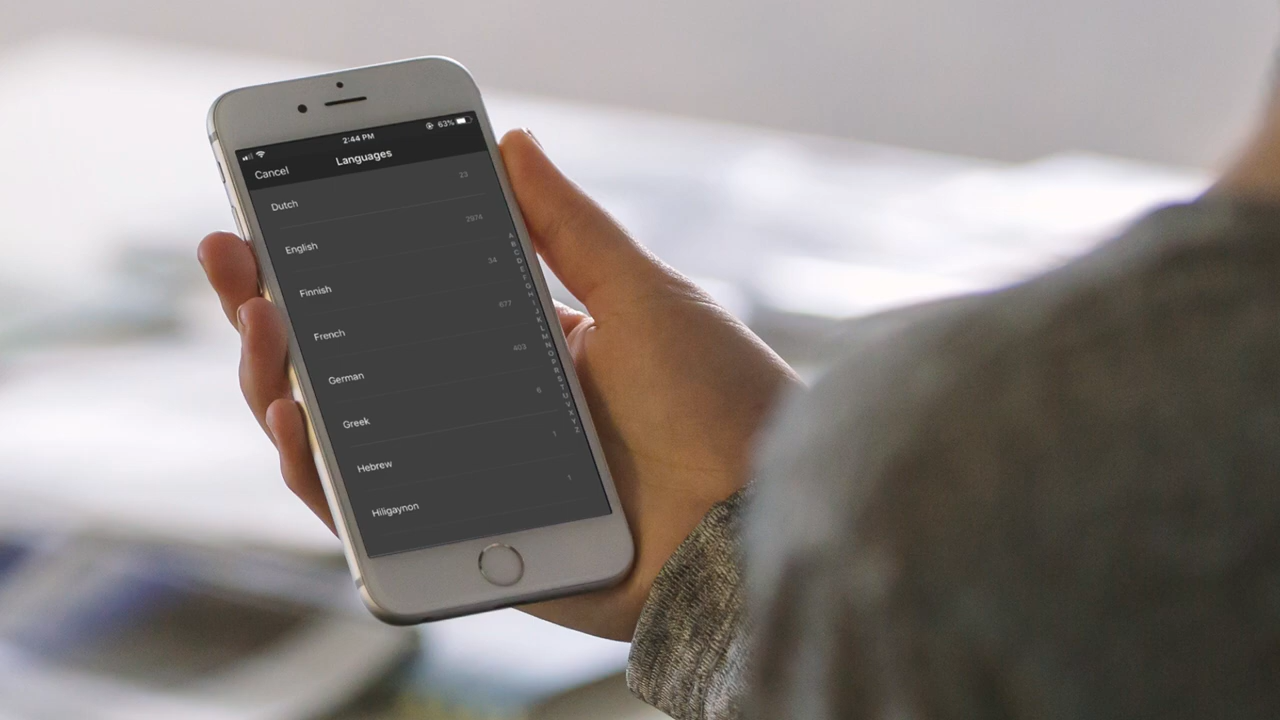 2:44 PM
63%
Cancel
Languages
Dutch 23
English 2974
Finnish 34
French 677
German 403
Greek 6
Hebrew 1
Hiligaynon 1
A
B
C
D
E
F
G
H
I
J
K
L
M
N
O
P
R
S
T
U
V
X
Y
Z